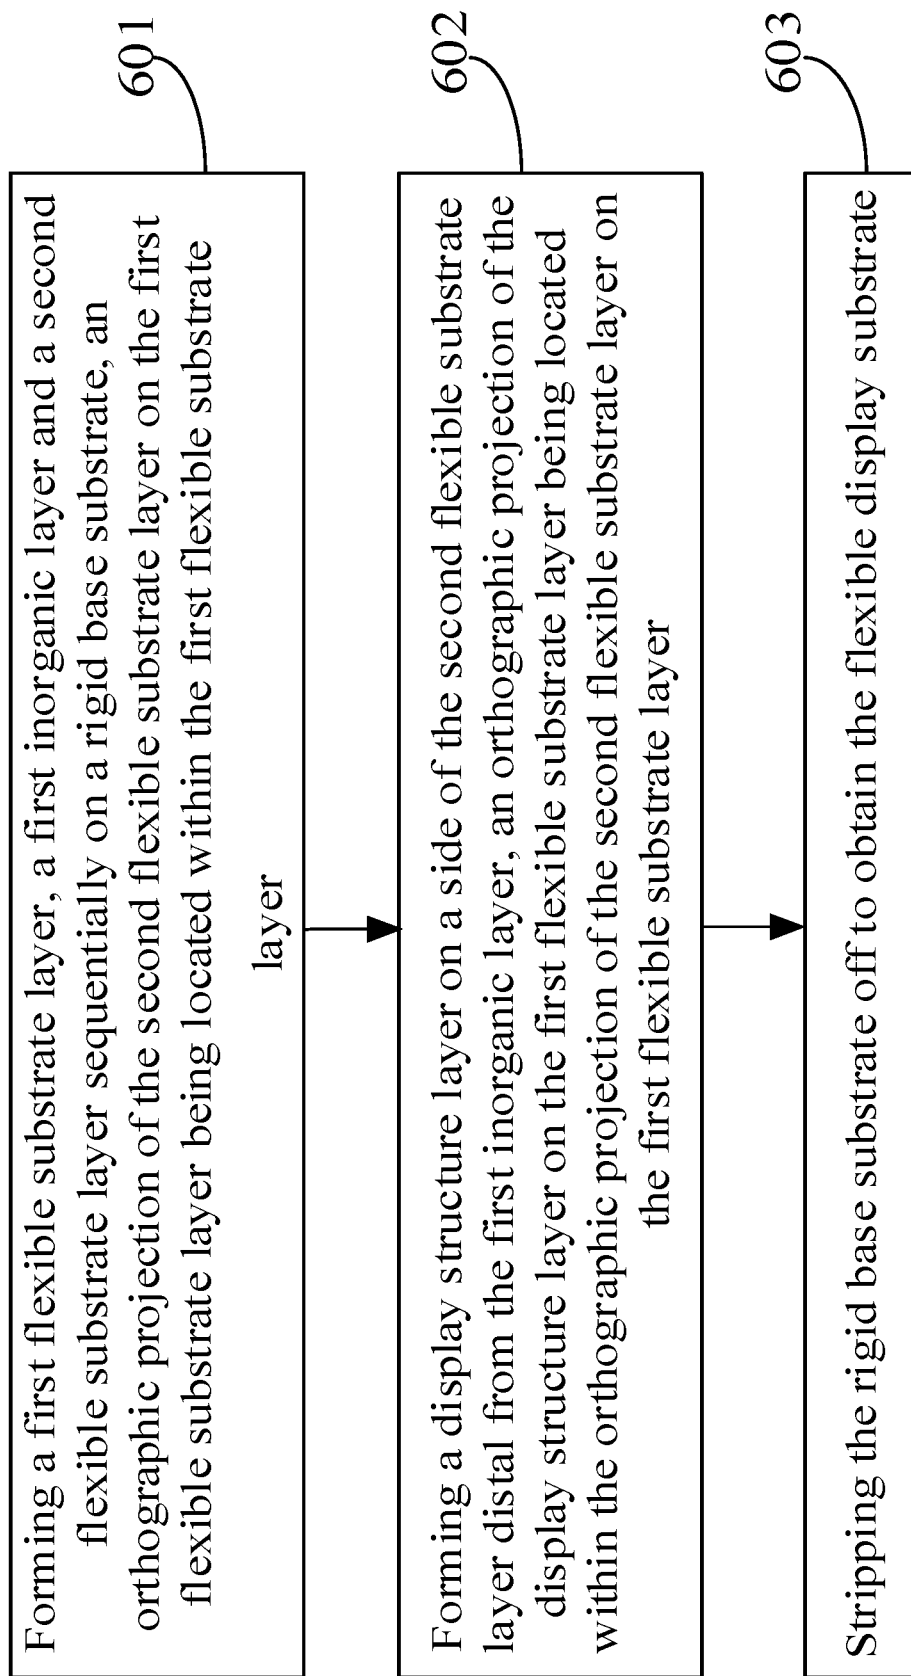 601
Forming a first flexible substrate layer, a first inorganic layer and a second
flexible substrate layer sequentially on a rigid base substrate, an
orthographic projection of the second flexible substrate layer on the first
flexible substrate layer being located within the first flexible substrate
layer
602
Forming a display structure layer on a side of the second flexible substrate
layer distal from the first inorganic layer, an orthographic projection of the
display structure layer on the first flexible substrate layer being located
within the orthographic projection of the second flexible substrate layer on
the first flexible substrate layer
603
Stripping the rigid base substrate off to obtain the flexible display substrate